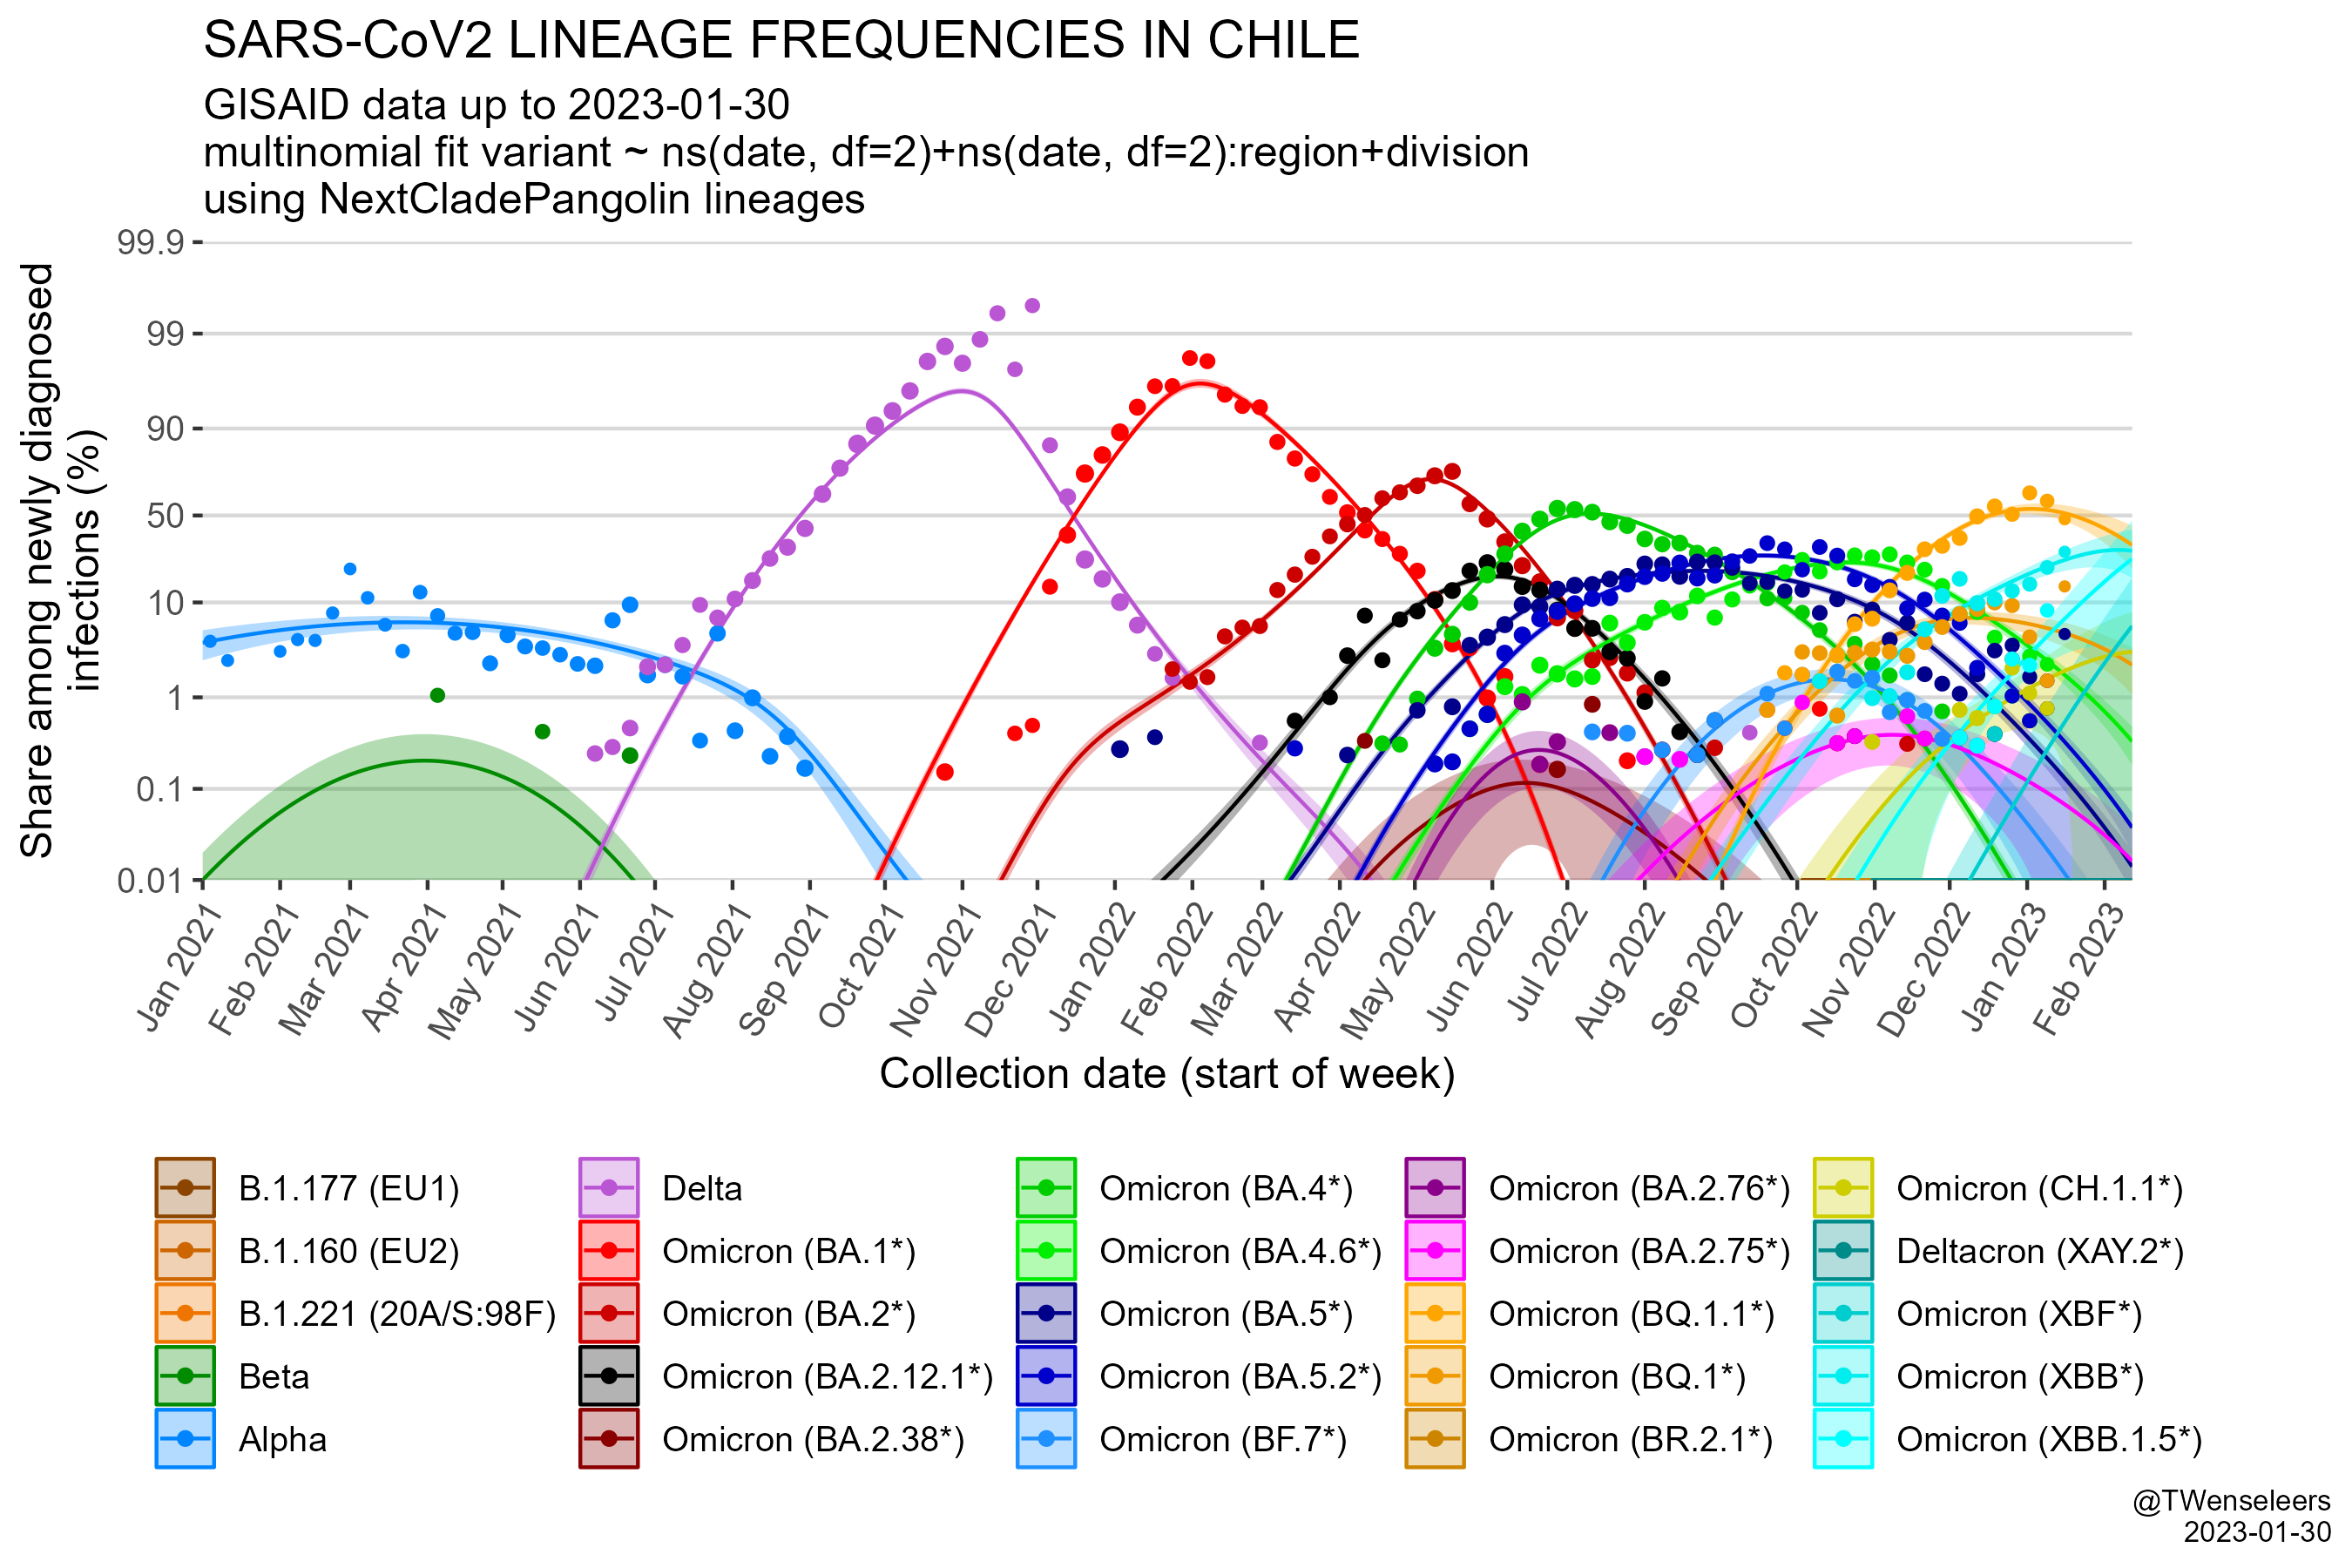 SARS-CoV2 LINEAGE FREQUENCIES IN CHILE
GISAID data up to 2023-01-30
multinomial fit variant ~ ns(date, df=2)+ns(date, df=2):region+division
using NextCladePangolin lineages
Share among newly diagnosed
infections (%)
99.9
99
90
50
10
1
0.1
0.01
Jan 2021
Feb 2021
Mar 2021
Apr 2021
May 2021
Jun 2021
Jul 2021
Aug 2021
Sep 2021
Oct 2021
Nov 2021
Dec 2021
Jan 2022
Feb 2022
Mar 2022
Apr 2022
May 2022
Jun 2022
Jul 2022
Aug 2022
Sep 2022
Oct 2022
Nov 2022
Dec 2022
Jan 2023
Feb 2023
Collection date (start of week)
B.1.177 (EU1)
B.1.160 (EU2)
B.1.221 (20A/S:98F)
Beta
Alpha
Delta
Omicron (BA.1*)
Omicron (BA.2*)
Omicron (BA.2.12.1*)
Omicron (BA.2.38*)
Omicron (BA.4*)
Omicron (BA.4.6*)
Omicron (BA.5*)
Omicron (BA.5.2*)
Omicron (BF.7*)
Omicron (BA.2.76*)
Omicron (BA.2.75*)
Omicron (BQ.1.1*)
Omicron (BQ.1*)
Omicron (BR.2.1*)
Omicron (CH.1.1*)
Deltacron (XAY.2*)
Omicron (XBF*)
Omicron (XBB*)
Omicron (XBB.1.5*)
@TWenseleers
2023-01-30